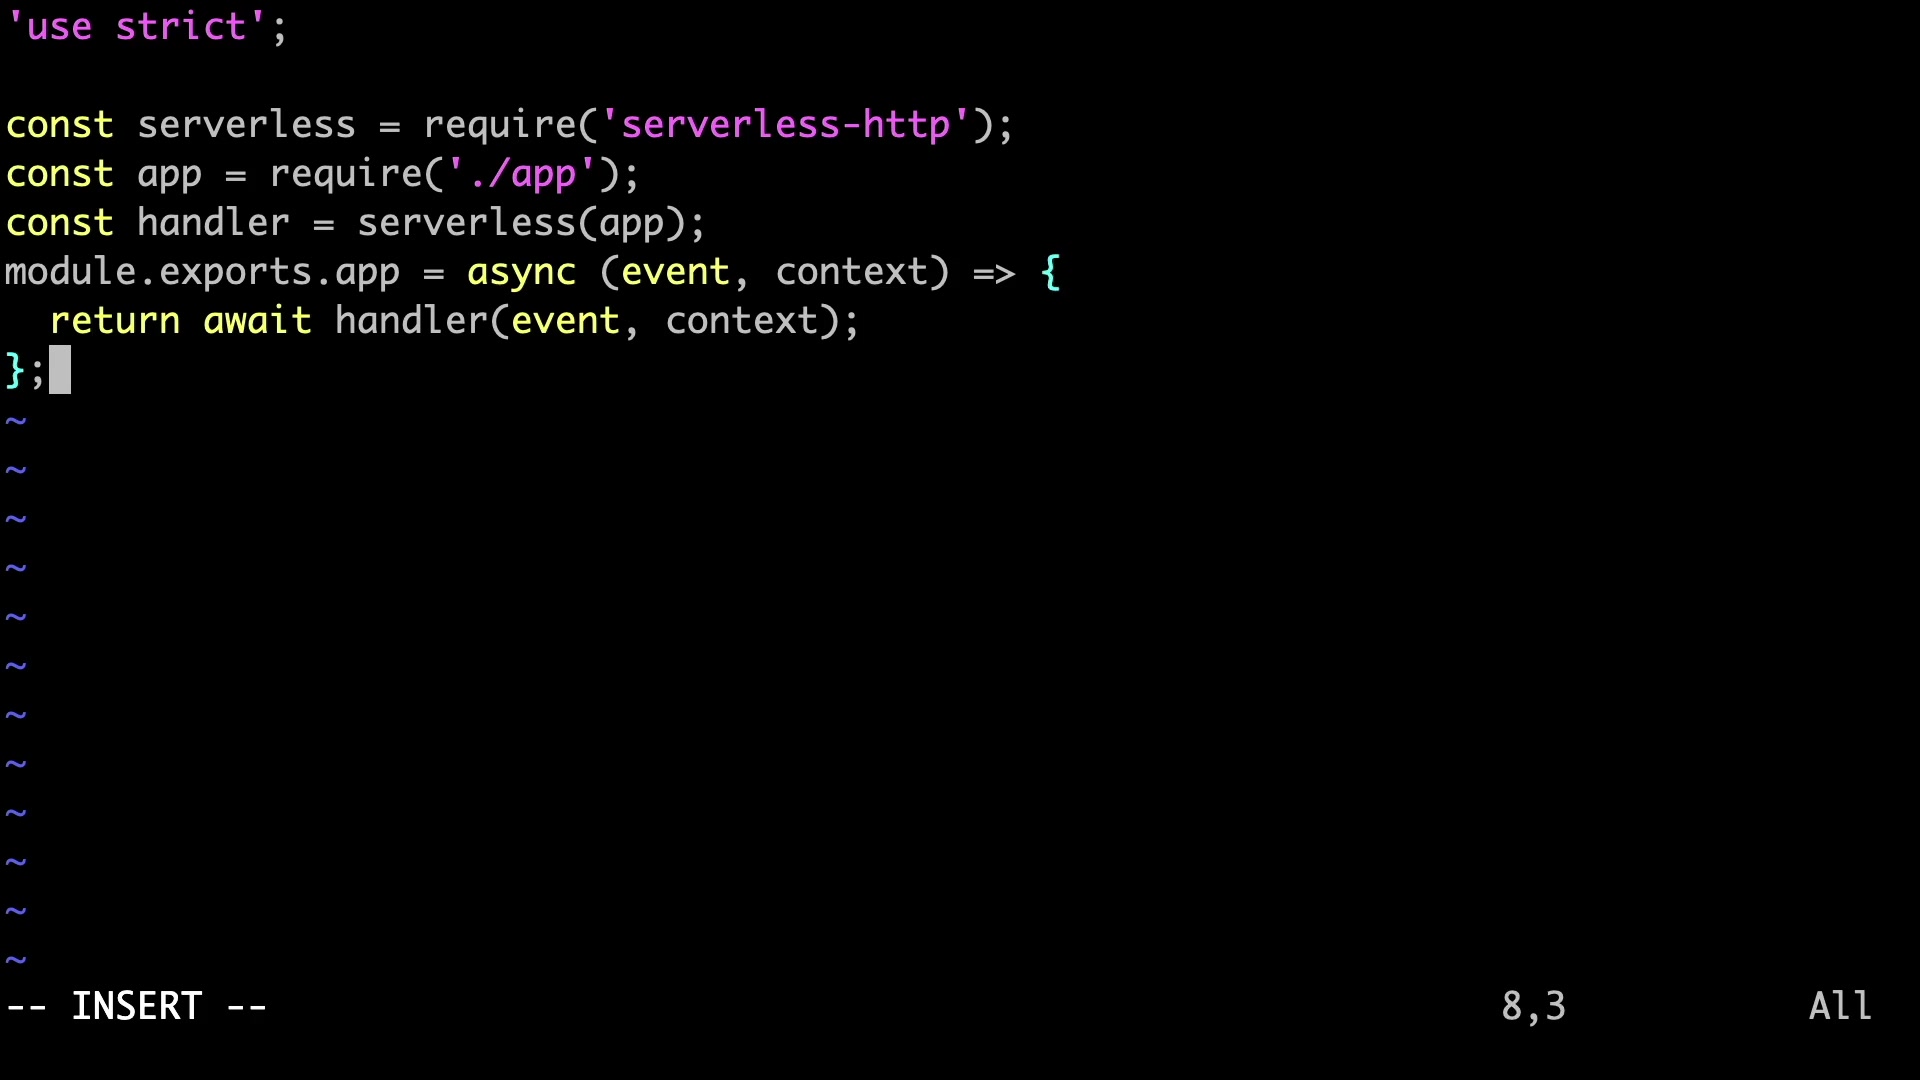 'use strict';
const serverless = require('serverless-http');
const app = require('./app');
const handler = serverless(app);
module.exports.app = async (event, context) => {
  return await handler(event, context);
};
~
~
~
~
~
~
~
~
~
~
~
~
-- INSERT -- 8,3 All